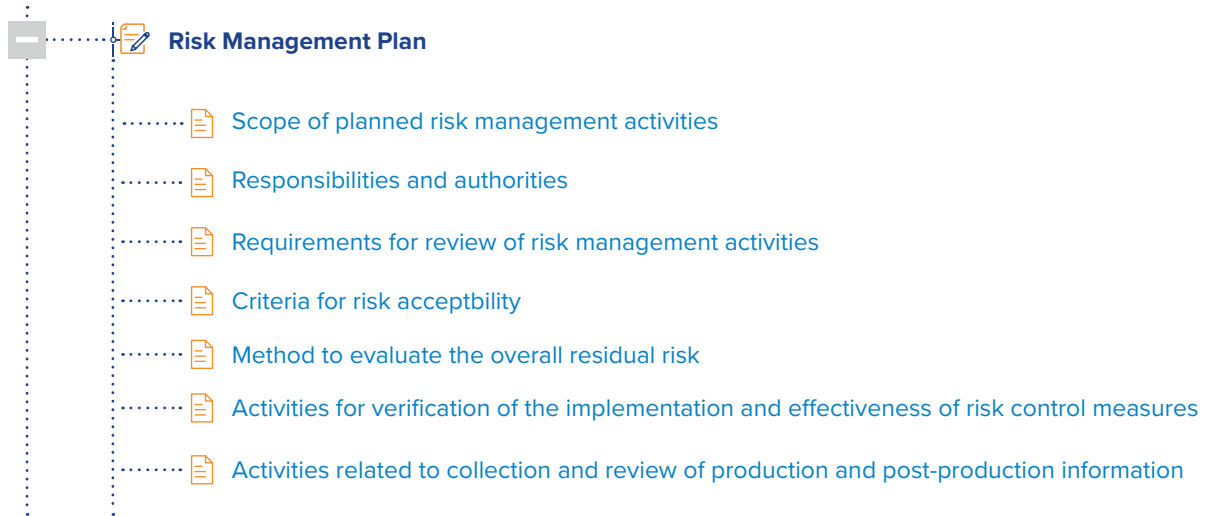 Risk Management Plan
Scope of planned risk management activities
Responsibilities and authorities
Requirements for review of risk management activities
Criteria for risk acceptbility
Method to evaluate the overall residual risk
Activities for verification of the implementation and effectiveness of risk control measures
Activities related to collection and review of production and post-production information